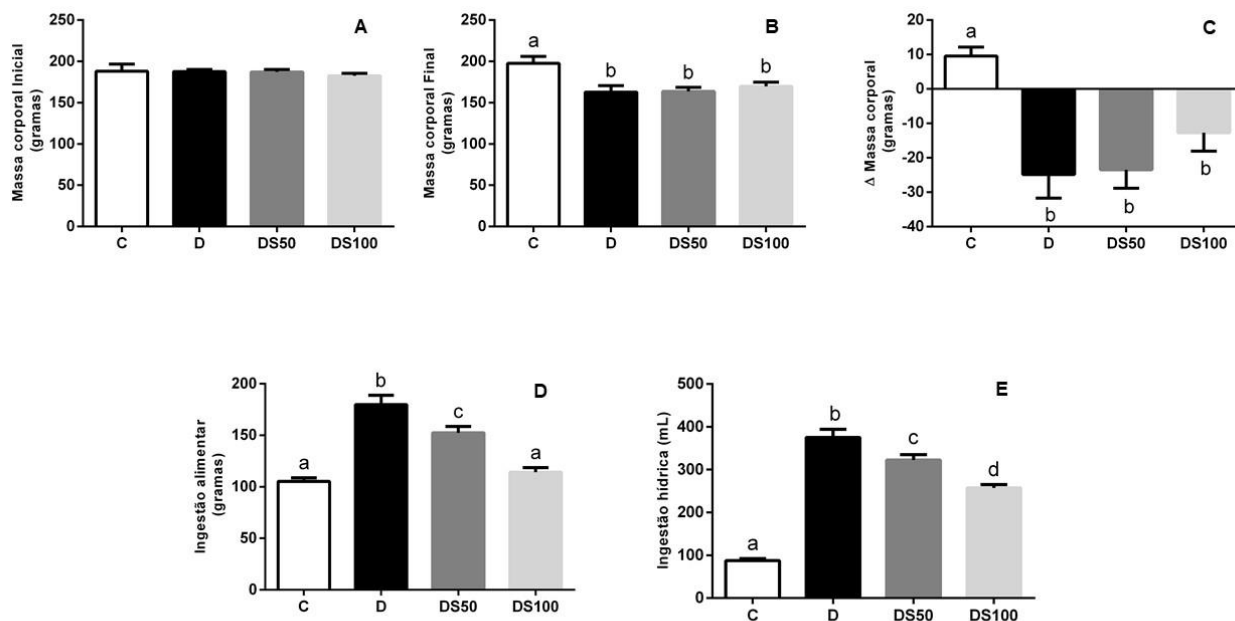 A
Massa corporal Inicial
(gramas)
250
200
150
100
50
0
C D DS50 DS100
B
Massa corporal Final
(gramas)
250
200
150
100
50
0
a
b
b
b
C D DS50 DS100
C
Δ Massa corporal
(gramas)
20
10
0
-10
-20
-30
-40
a
b
b
b
C D DS50 DS100
D
Ingestão alimentar
(gramas)
200
150
100
50
0
a
b
c
a
C D DS50 DS100
E
Ingestão hídrica (mL)
500
400
300
200
100
0
a
b
c
d
C D DS50 DS100